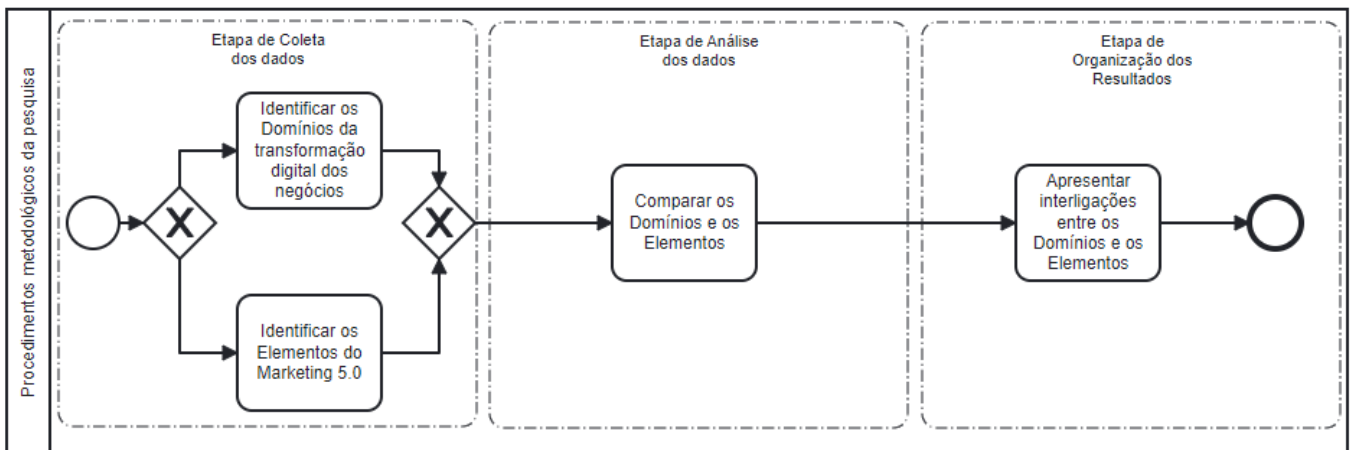 Procedimentos metodológicos da pesquisa
Etapa de Coleta
dos dados
Identificar os
Domínios da
transformação
digital dos
negócios
X
X
Identificar os
Elementos do
Marketing 5.0
Etapa de Análise
dos dados
Comparar os
Domínios e os
Elementos
Etapa de
Organização dos
Resultados
Apresentar
interligações
entre os
Domínios e os
Elementos